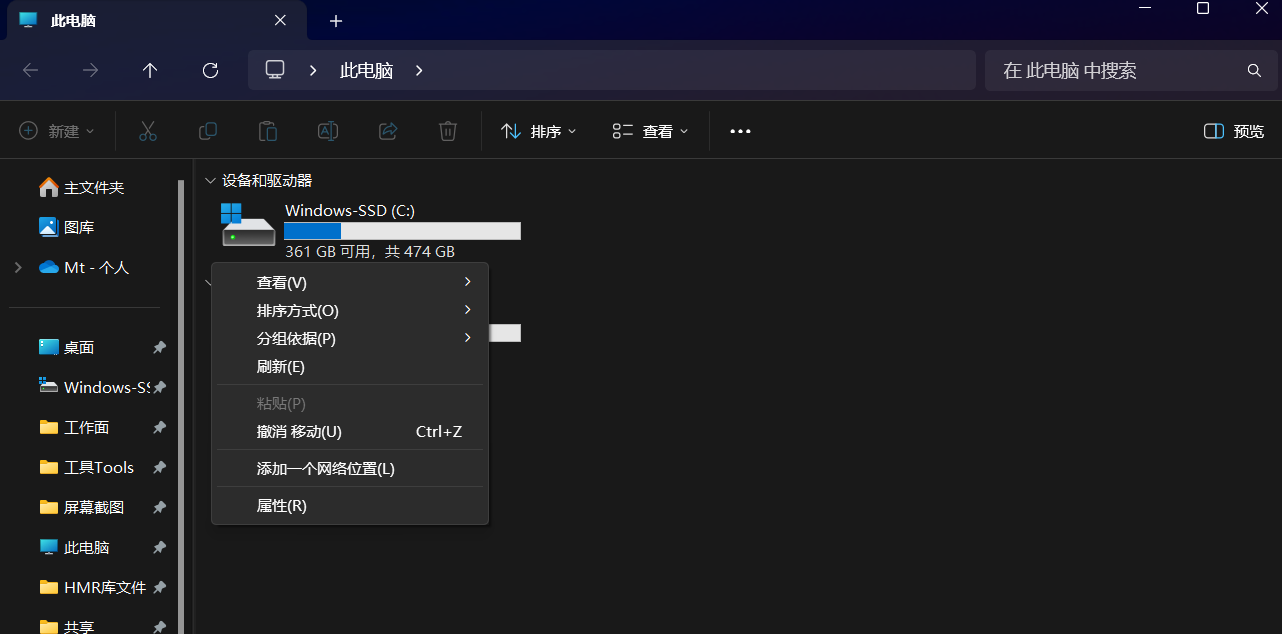 此电脑
此电脑
在 此电脑 中搜索
新建
排序
查看
预览
主文件夹
图库
Mt - 个人
桌面
Windows-SS
工作面
工具Tools
屏幕截图
此电脑
HMR库文件
共享
设备和驱动器
Windows-SSD (C:)
361 GB 可用，共 474 GB
查看(V)
排序方式(O)
分组依据(P)
刷新(E)
粘贴(P)
撤消 移动(U) Ctrl+Z
添加一个网络位置(L)
属性(R)